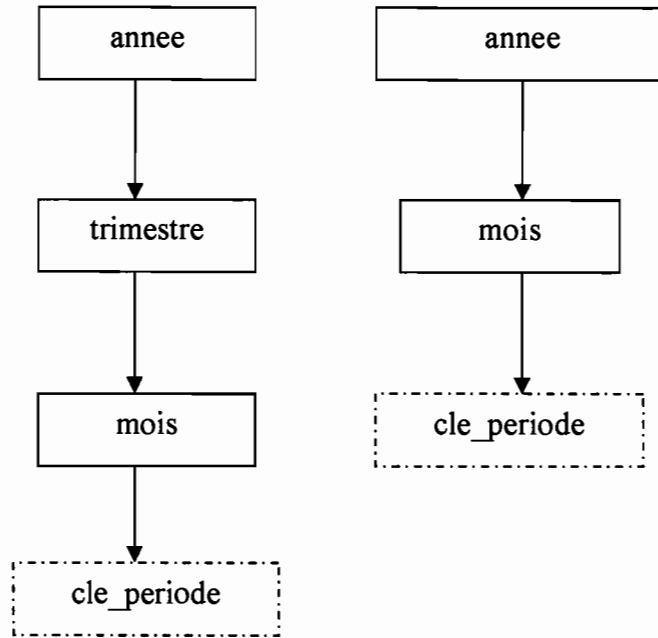 annee
trimestre
mois
cle_periode
annee
mois
cle_periode